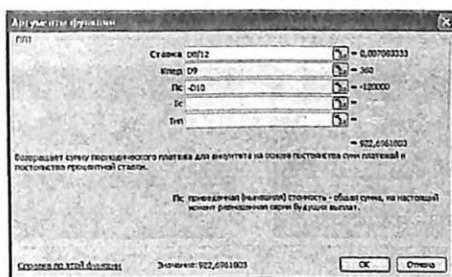 Аргументы функции
ПЛТ
Ставка D8/12 = 0,007083333
Кпер D9 = 360
Пс -D10 = -120000
Бс =
Тип =
= 922,6961803
Возвращает сумму периодического платежа для аннуитета на основе постоянства сумм платежей и
постоянства процентной ставки.
Пс приведенная (нынешняя) стоимость - общая сумма, на настоящий
момент равноценная серии будущих выплат.
Справка по этой функции Значение: 922,6961803 ОК Отмена